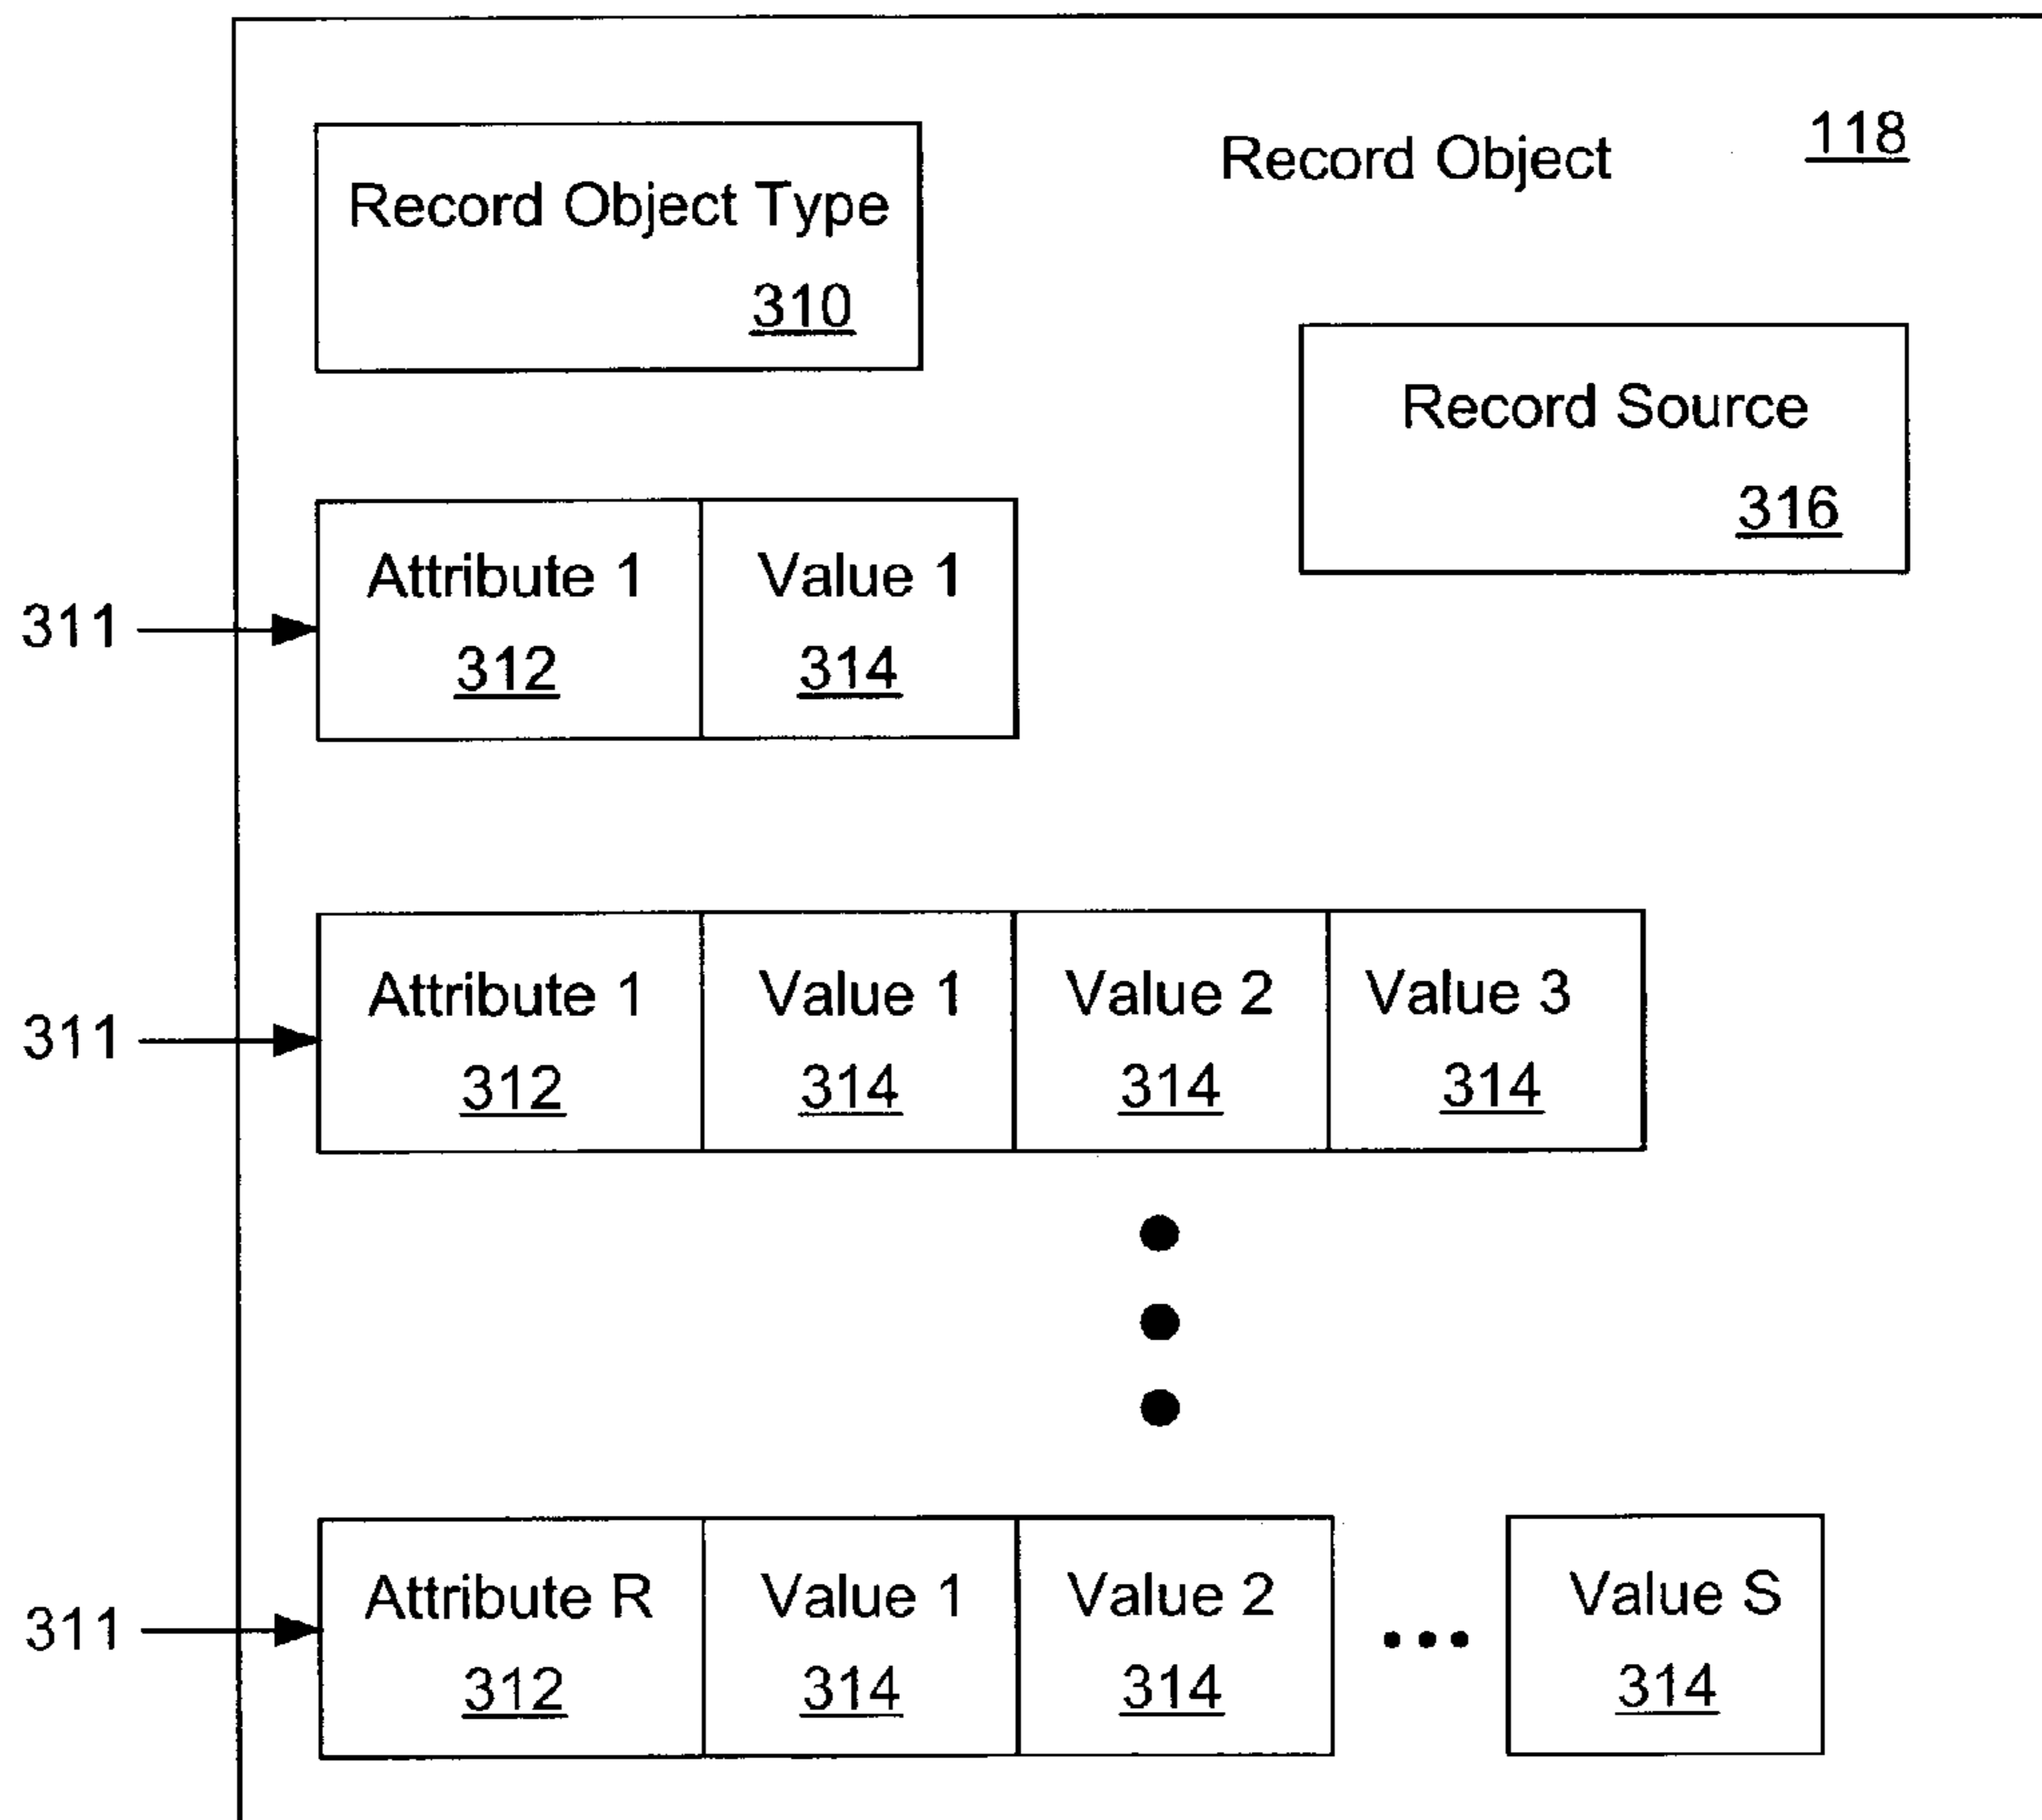 Record Object 118
Record Object Type
310
Record Source
316
311
Attribute 1 Value 1
312 314
311
Attribute 1 Value 1 Value 2 Value 3
312 314 314 314
311
Attribute R Value 1 Value 2 ••• Value S
312 314 314 314